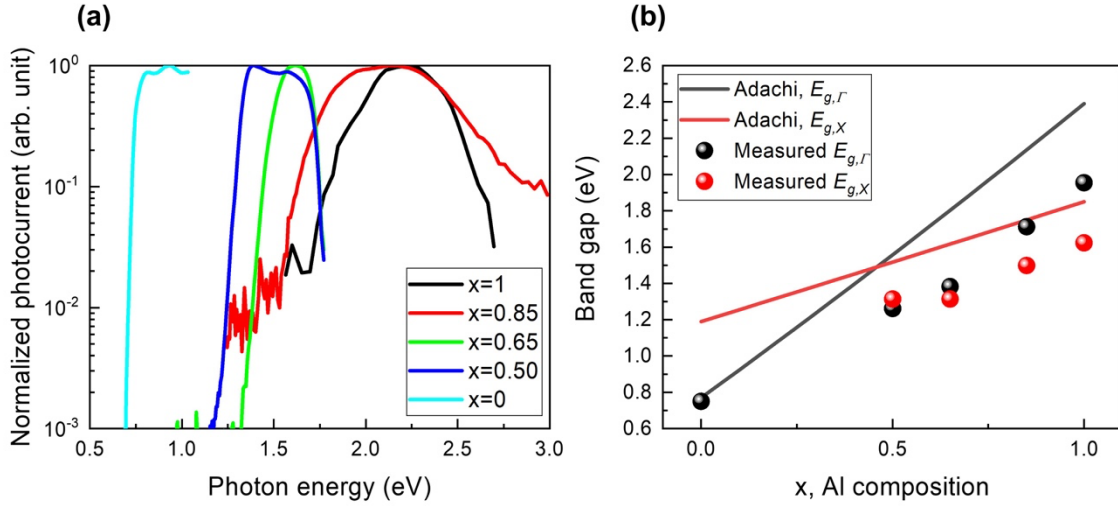 (a)
Normalized photocurrent (arb. unit)
10⁰
10⁻¹
10⁻²
10⁻³
x=1
x=0.85
x=0.65
x=0.50
x=0
0.5 1.0 1.5 2.0 2.5 3.0
Photon energy (eV)
(b)
Band gap (eV)
2.6
2.4
2.2
2.0
1.8
1.6
1.4
1.2
1.0
0.8
0.6
Adachi, E_g,Γ
Adachi, E_g,X
Measured E_g,Γ
Measured E_g,X
0.0 0.5 1.0
x, Al composition